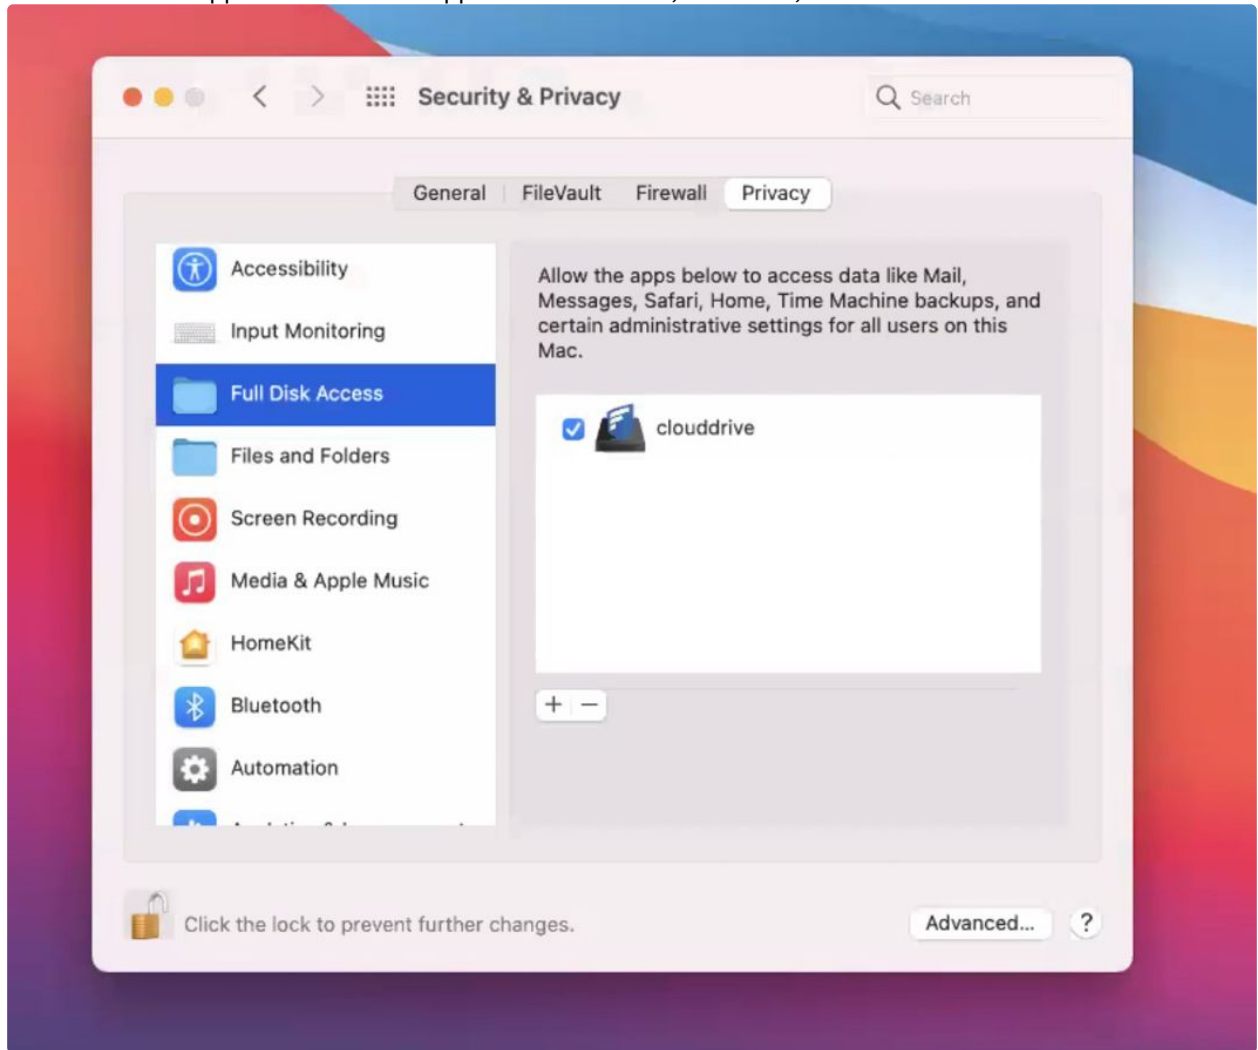 Security & Privacy
Search
General
FileVault
Firewall
Privacy
Accessibility
Input Monitoring
Full Disk Access
Files and Folders
Screen Recording
Media & Apple Music
HomeKit
Bluetooth
Automation
Allow the apps below to access data like Mail,
Messages, Safari, Home, Time Machine backups, and
certain administrative settings for all users on this
Mac.
clouddrive
+ −
Click the lock to prevent further changes.
Advanced...
?